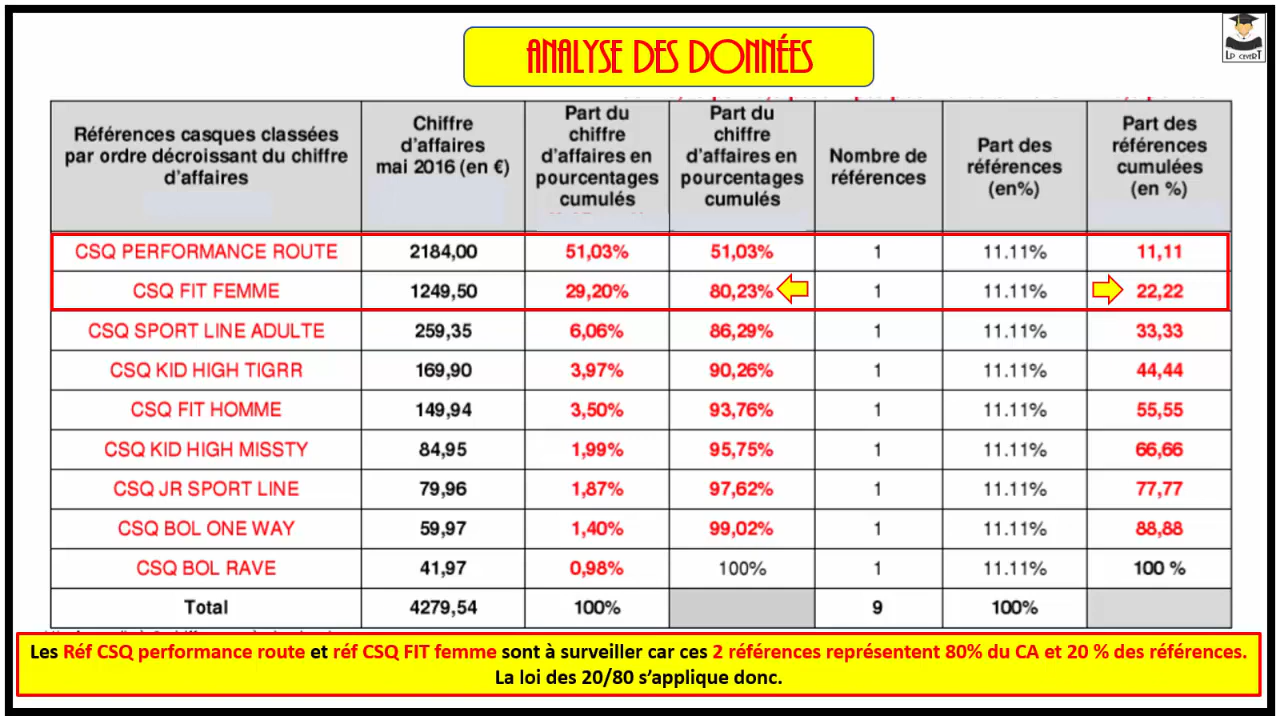 ANALYSE DES DONNÉES
LP CIVERT
Références casques classées
par ordre décroissant du chiffre
d'affaires
Chiffre
d'affaires
mai 2016 (en €)
Part du
chiffre
d'affaires en
pourcentages
cumulés
Part du
chiffre
d'affaires en
pourcentages
cumulés
Nombre de
références
Part des
références
(en%)
Part des
références
cumulées
(en %)
CSQ PERFORMANCE ROUTE 2184,00 51,03% 51,03% 1 11.11% 11,11
CSQ FIT FEMME 1249,50 29,20% 80,23% 1 11.11% 22,22
CSQ SPORT LINE ADULTE 259,35 6,06% 86,29% 1 11.11% 33,33
CSQ KID HIGH TIGRR 169,90 3,97% 90,26% 1 11.11% 44,44
CSQ FIT HOMME 149,94 3,50% 93,76% 1 11.11% 55,55
CSQ KID HIGH MISSTY 84,95 1,99% 95,75% 1 11.11% 66,66
CSQ JR SPORT LINE 79,96 1,87% 97,62% 1 11.11% 77,77
CSQ BOL ONE WAY 59,97 1,40% 99,02% 1 11.11% 88,88
CSQ BOL RAVE 41,97 0,98% 100% 1 11.11% 100 %
Total 4279,54 100% 9 100%
Les Réf CSQ performance route et réf CSQ FIT femme sont à surveiller car ces 2 références représentent 80% du CA et 20 % des références.
La loi des 20/80 s'applique donc.